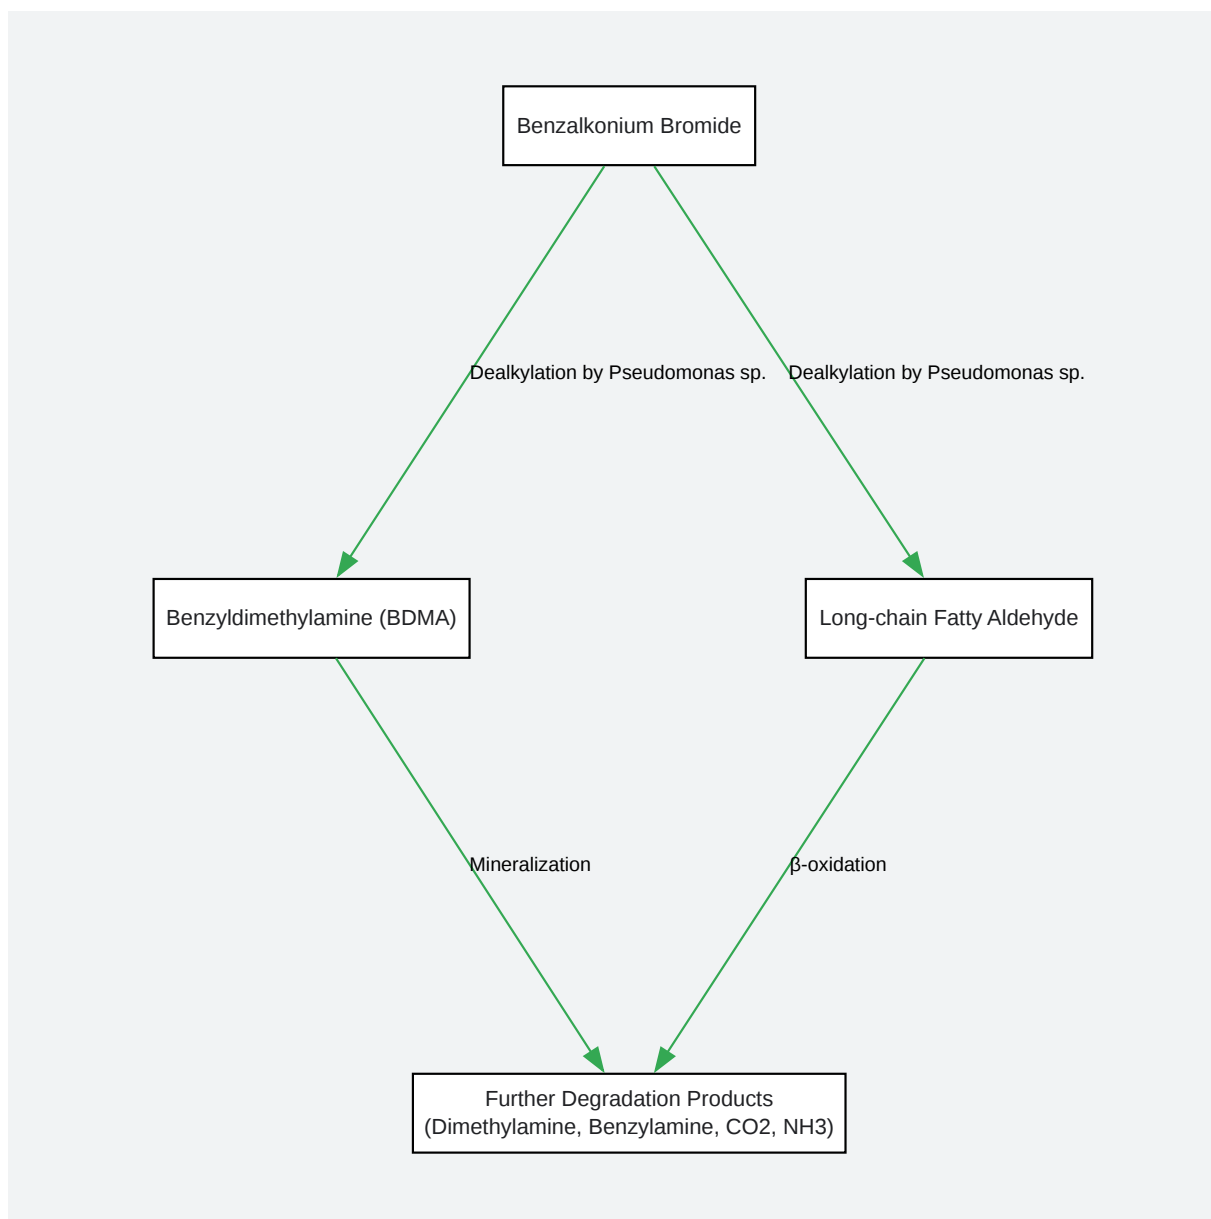 Benzalkonium Bromide
Dealkylation by Pseudomonas sp.
Dealkylation by Pseudomonas sp.
Benzyldimethylamine (BDMA)
Long-chain Fatty Aldehyde
Mineralization
β-oxidation
Further Degradation Products
(Dimethylamine, Benzylamine, CO2, NH3)